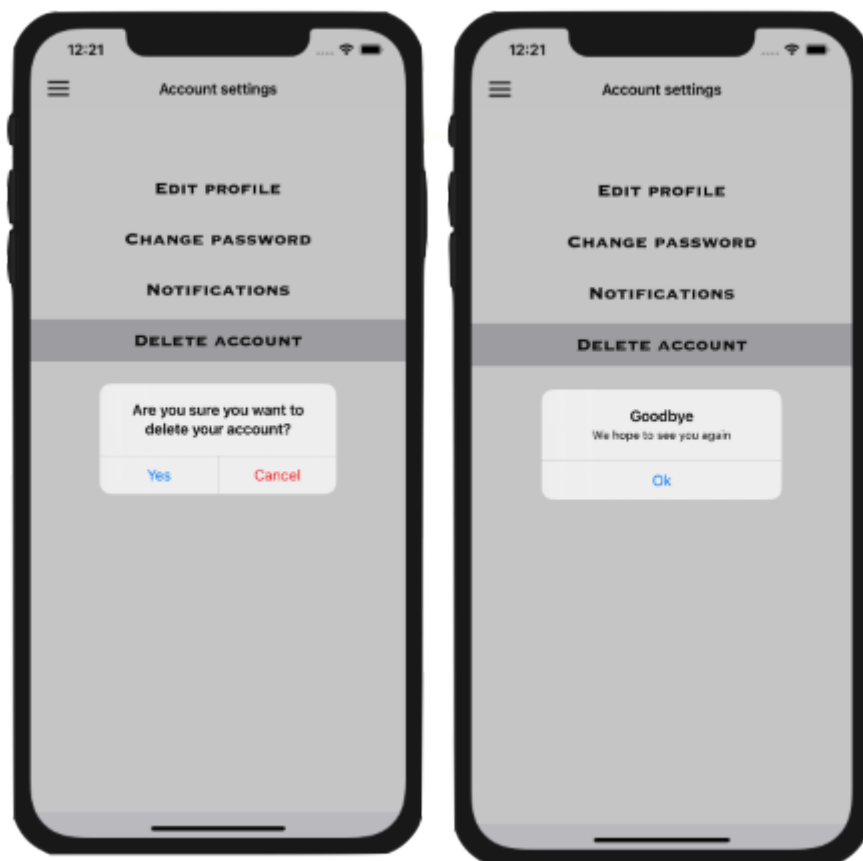 12:21
Account settings
EDIT PROFILE
CHANGE PASSWORD
NOTIFICATIONS
DELETE ACCOUNT
Are you sure you want to
delete your account?
Yes
Cancel
12:21
Account settings
EDIT PROFILE
CHANGE PASSWORD
NOTIFICATIONS
DELETE ACCOUNT
Goodbye
We hope to see you again
Ok